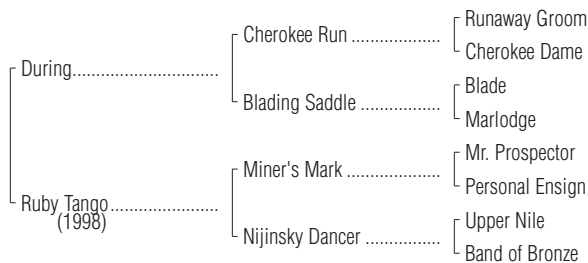 Runaway Groom
Cherokee Run ....................
Cherokee Dame
During.................................
Blade
Blading Saddle ..................
Marlodge
Mr. Prospector
Miner's Mark .....................
Personal Ensign
Ruby Tango........................
(1998)
Upper Nile
Nijinsky Dancer .................
Band of Bronze